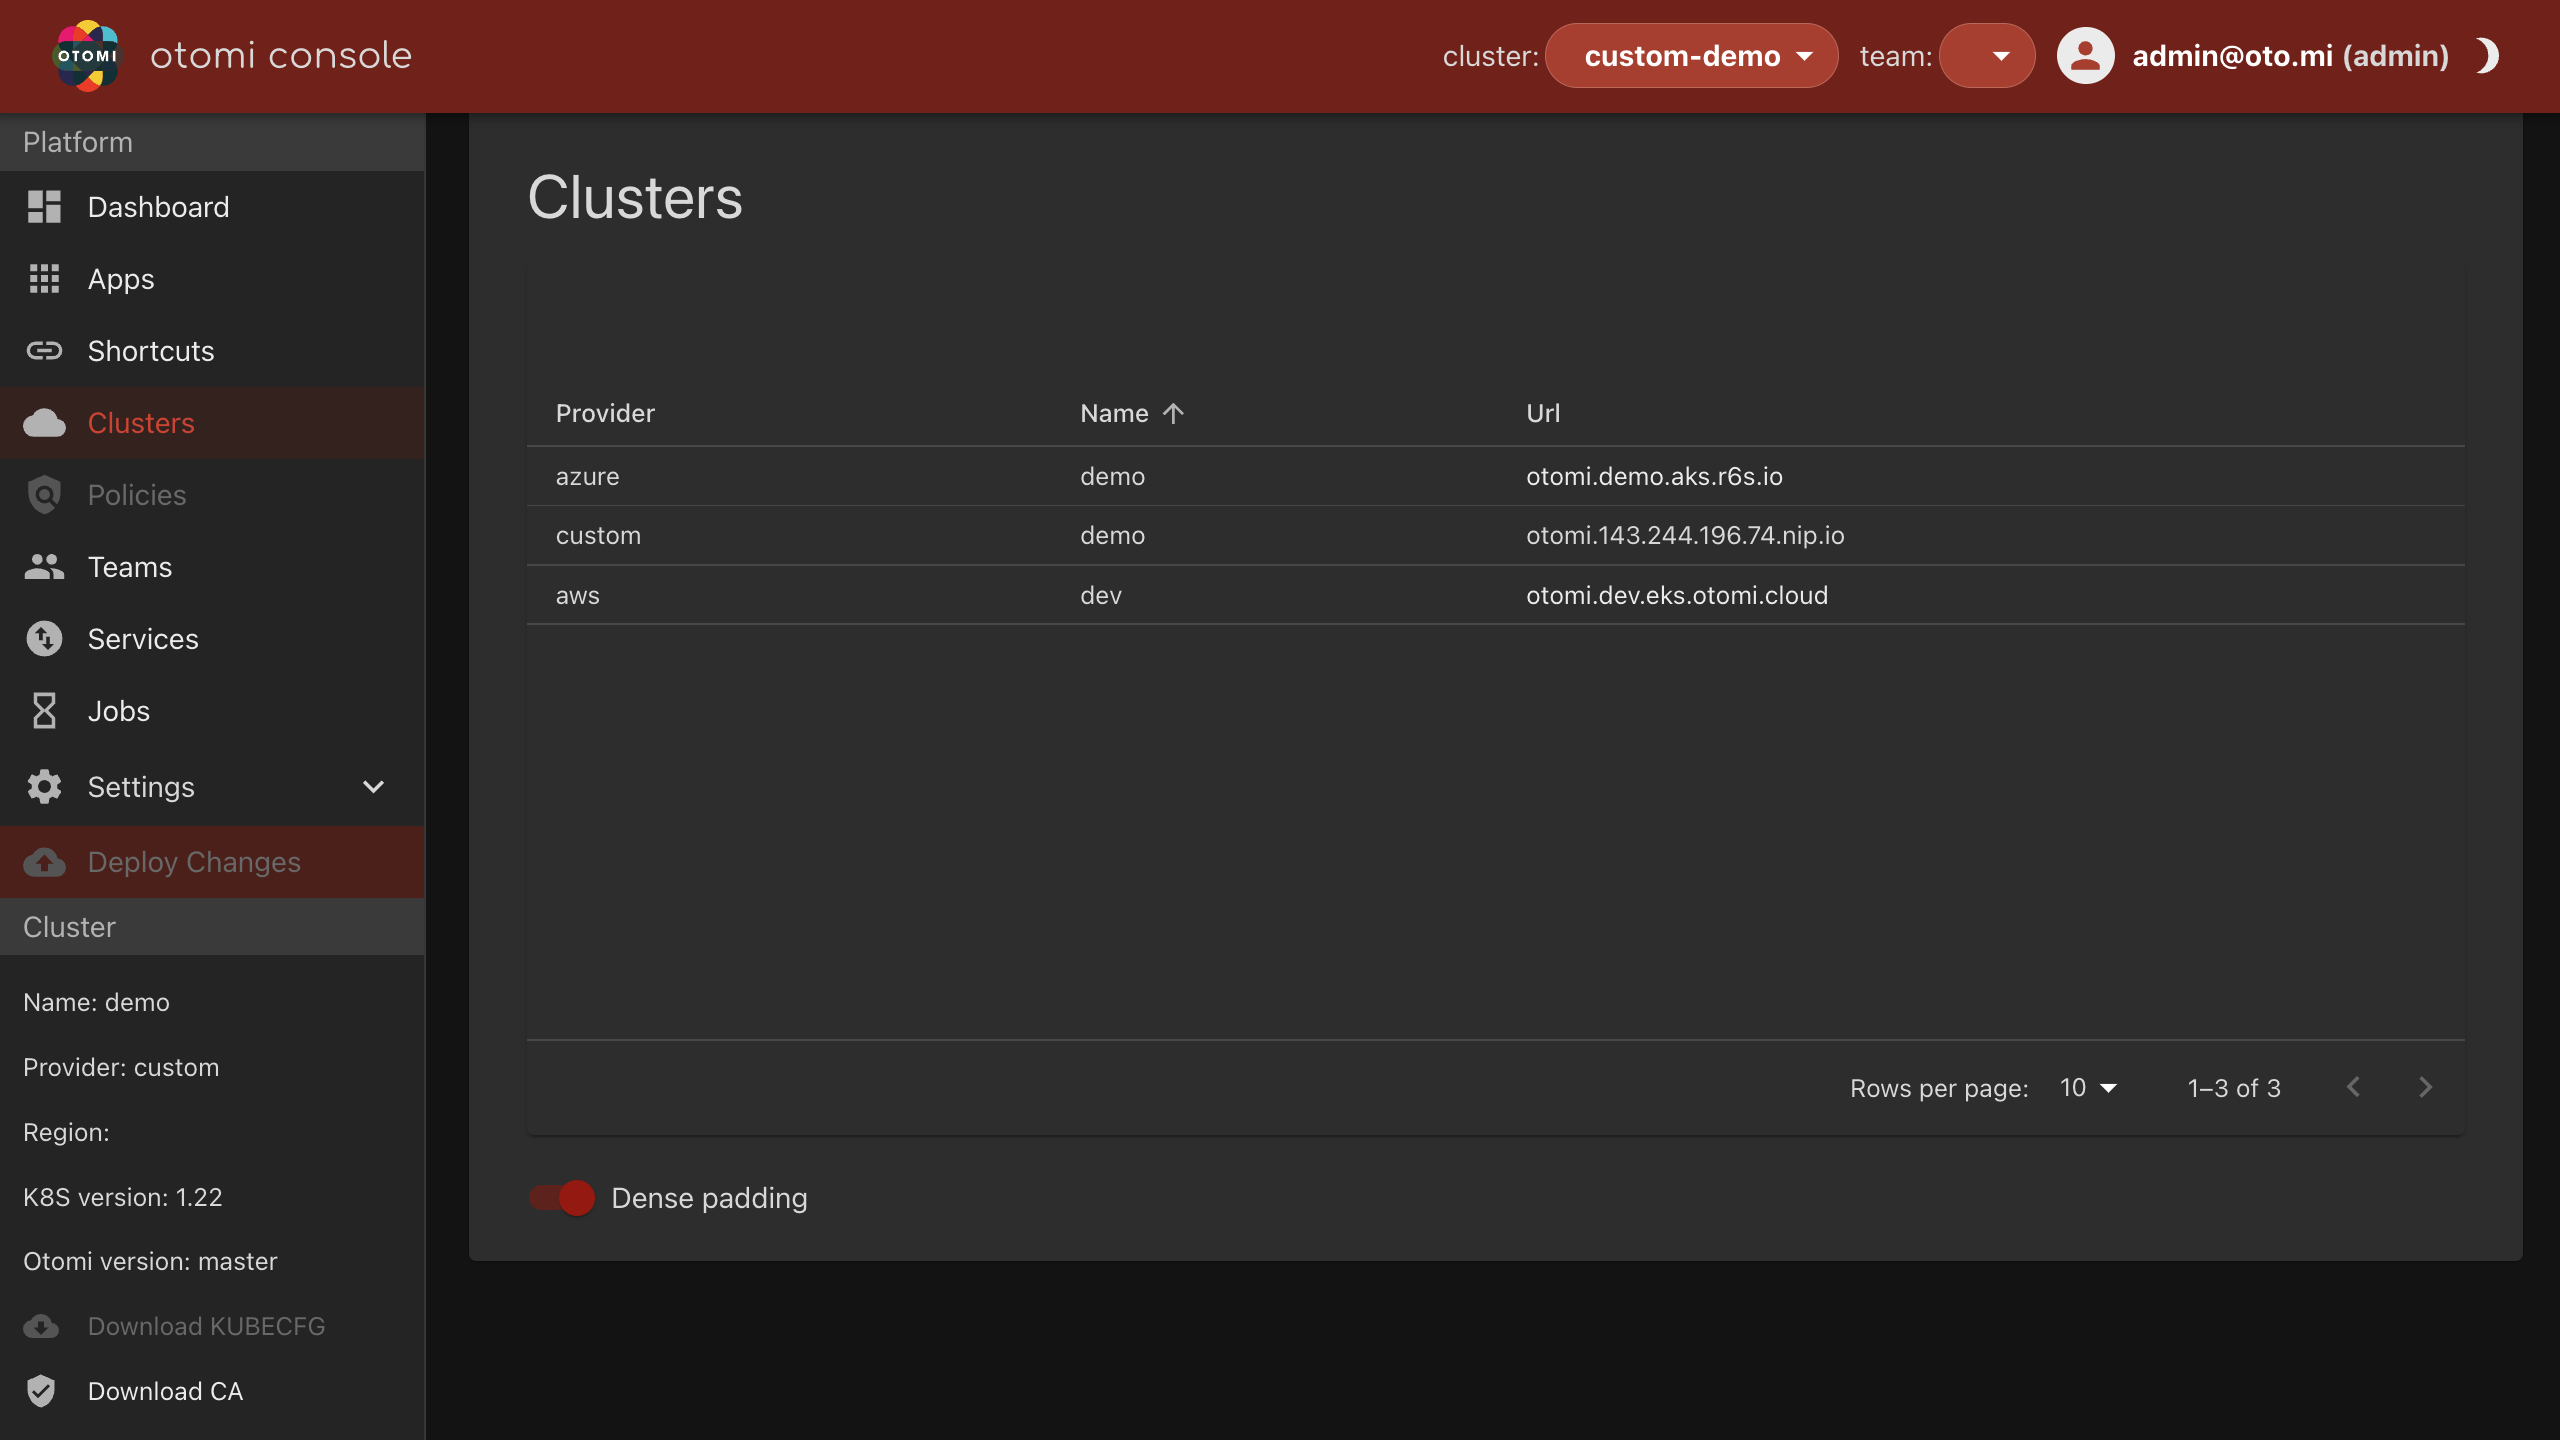 OTOMI otomi console cluster: custom-demo team: admin@oto.mi (admin)
Platform
Dashboard
Apps
Shortcuts
Clusters
Policies
Teams
Services
Jobs
Settings
Deploy Changes
Cluster
Name: demo
Provider: custom
Region:
K8S version: 1.22
Otomi version: master
Download KUBECFG
Download CA
Clusters
Provider Name Url
azure demo otomi.demo.aks.r6s.io
custom demo otomi.143.244.196.74.nip.io
aws dev otomi.dev.eks.otomi.cloud
Rows per page: 10 1–3 of 3
Dense padding